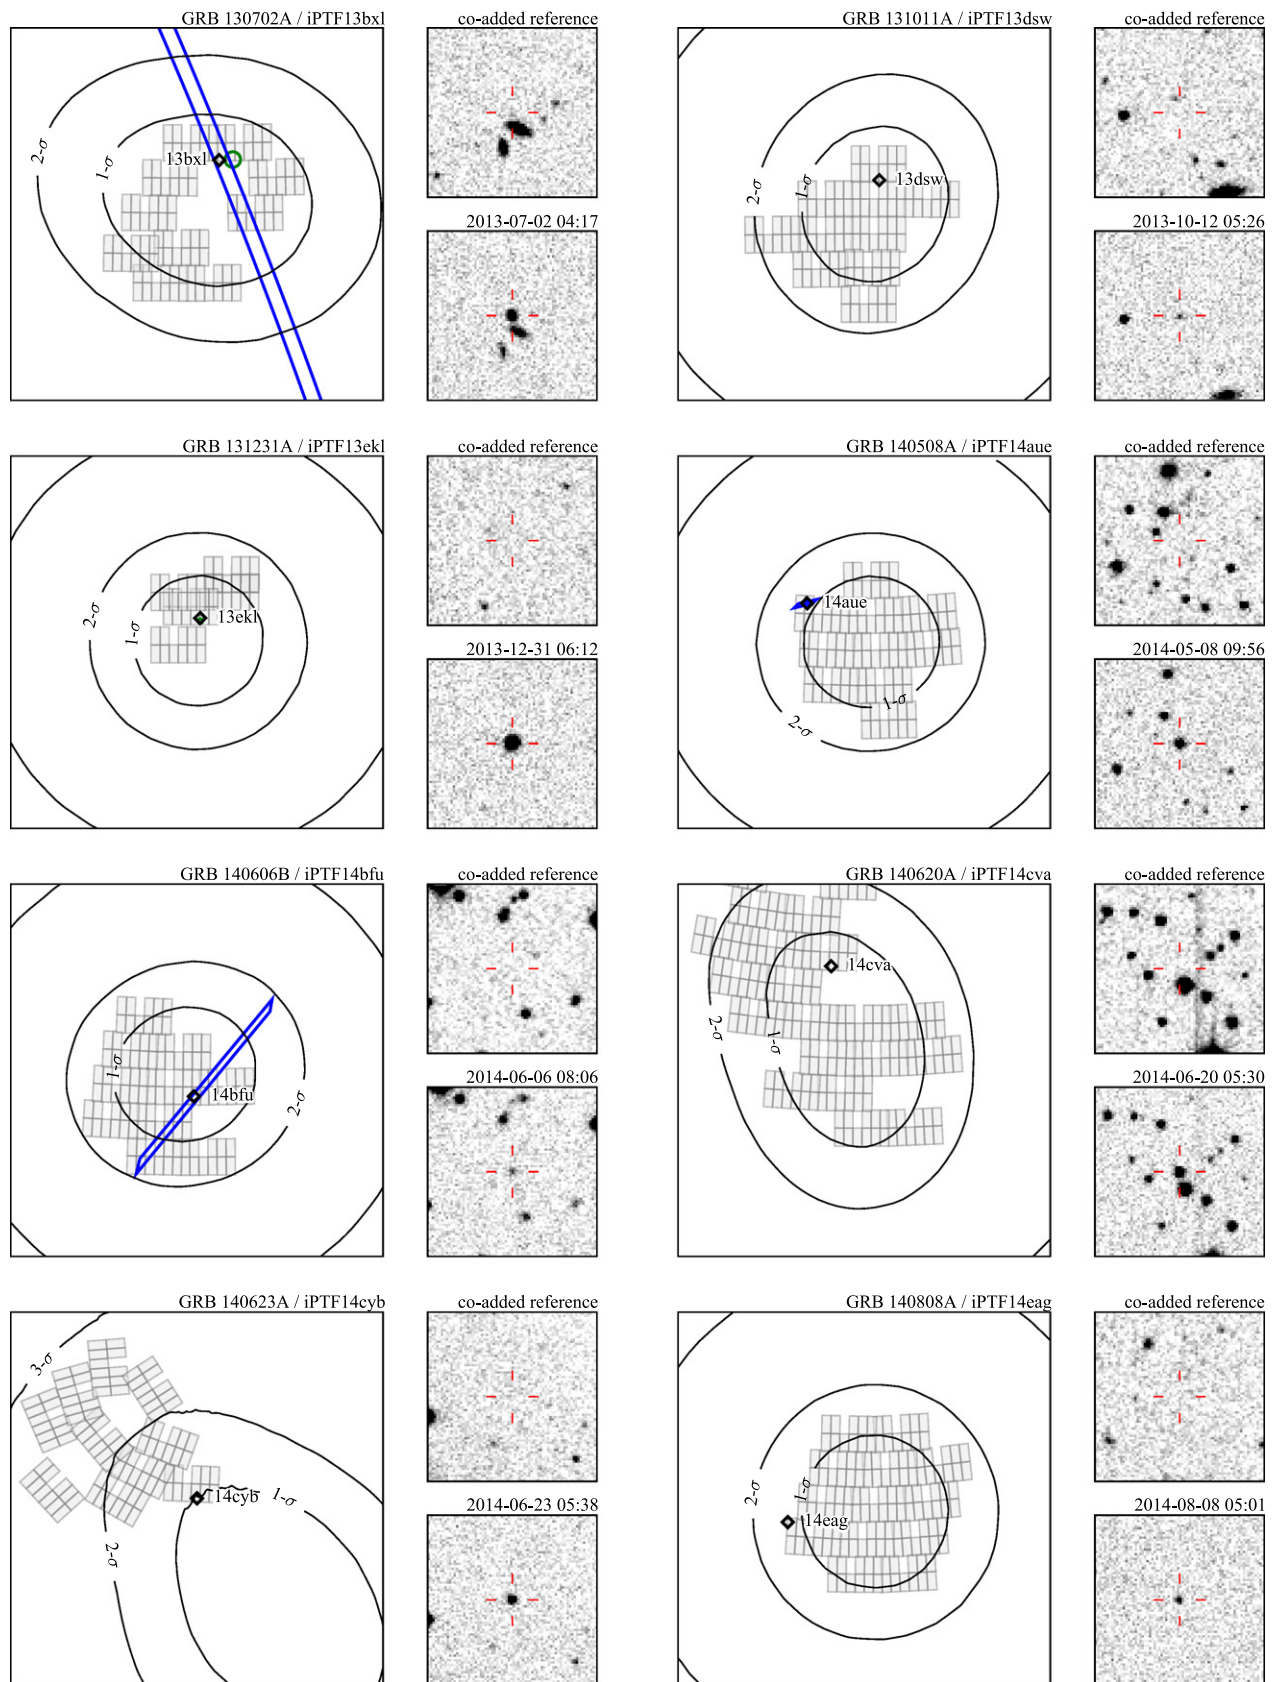 GRB 130702A / iPTF13bxl
co-added reference
2-σ
1-σ
13bxl
2013-07-02 04:17
GRB 131011A / iPTF13dsw
co-added reference
2-σ
1-σ
13dsw
2013-10-12 05:26
GRB 131231A / iPTF13ekl
co-added reference
2-σ
1-σ
13ekl
2013-12-31 06:12
GRB 140508A / iPTF14aue
co-added reference
14aue
1-σ
2-σ
2014-05-08 09:56
GRB 140606B / iPTF14bfu
co-added reference
1-σ
14bfu
2-σ
2014-06-06 08:06
GRB 140620A / iPTF14cva
co-added reference
14cva
2-σ
1-σ
2014-06-20 05:30
GRB 140623A / iPTF14cyb
co-added reference
3-σ
14cyb
1-σ
2-σ
2014-06-23 05:38
GRB 140808A / iPTF14eag
co-added reference
2-σ
1-σ
14eag
2014-08-08 05:01